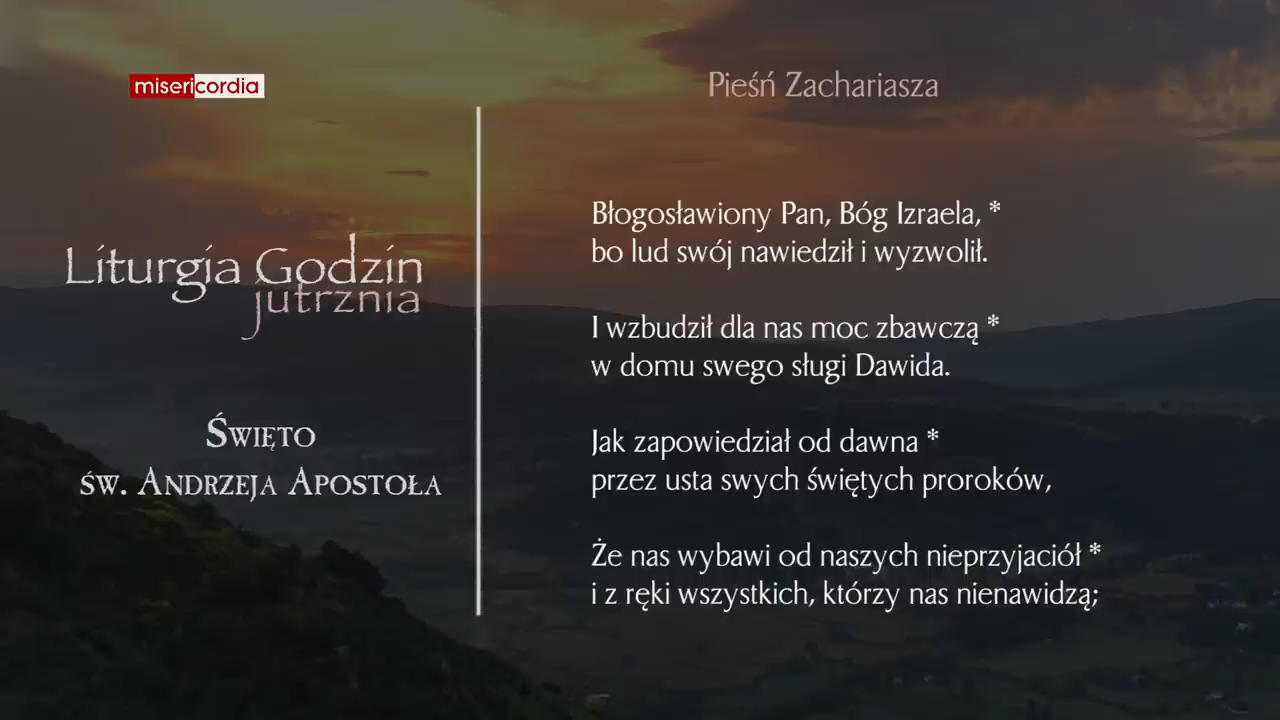 misericordia
Liturgia Godzin
jutrznia
Święto
św. Andrzeja Apostoła
Pieśń Zachariasza
Błogosławiony Pan, Bóg Izraela, *
bo lud swój nawiedził i wyzwolił.
I wzbudził dla nas moc zbawczą *
w domu swego sługi Dawida.
Jak zapowiedział od dawna *
przez usta swych świętych proroków,
Że nas wybawi od naszych nieprzyjaciół *
i z ręki wszystkich, którzy nas nienawidzą;